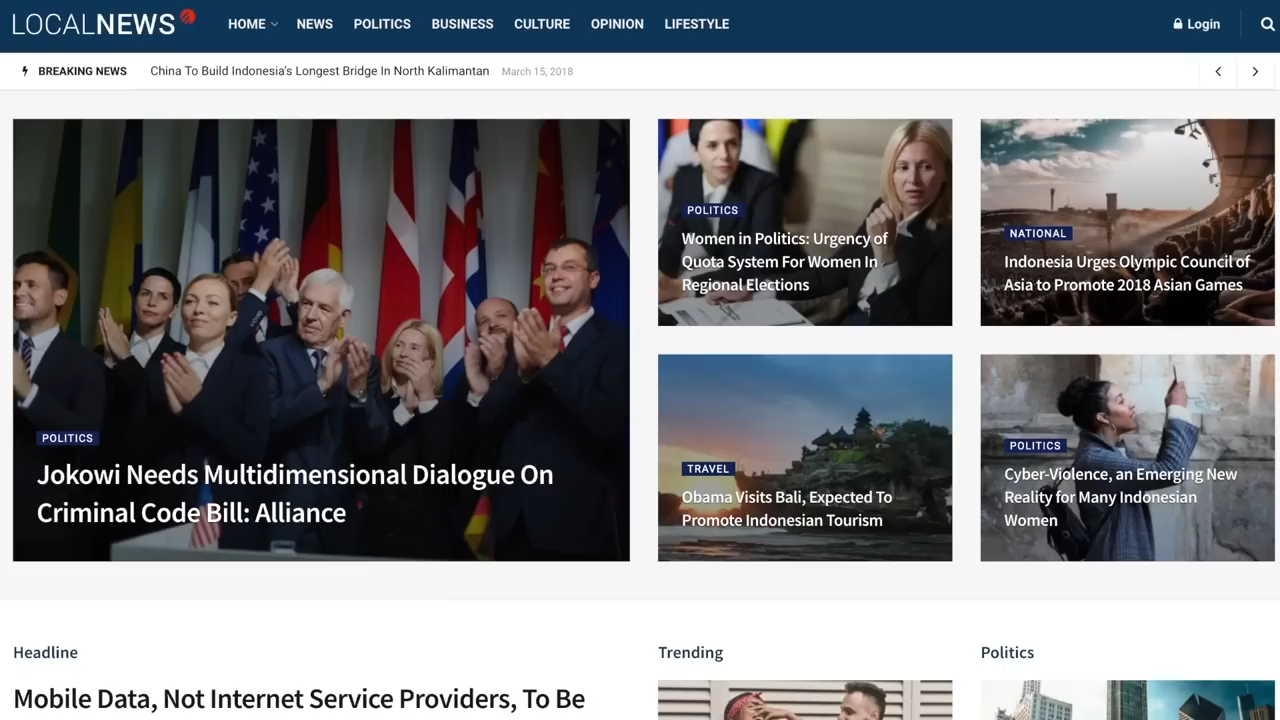 LOCALNEWS
HOME NEWS POLITICS BUSINESS CULTURE OPINION LIFESTYLE Login
BREAKING NEWS China To Build Indonesia's Longest Bridge In North Kalimantan March 15, 2018
POLITICS
Jokowi Needs Multidimensional Dialogue On
Criminal Code Bill: Alliance
POLITICS
Women in Politics: Urgency of
Quota System For Women In
Regional Elections
NATIONAL
Indonesia Urges Olympic Council of
Asia to Promote 2018 Asian Games
TRAVEL
Obama Visits Bali, Expected To
Promote Indonesian Tourism
POLITICS
Cyber-Violence, an Emerging New
Reality for Many Indonesian
Women
Headline
Mobile Data, Not Internet Service Providers, To Be
Trending
Politics